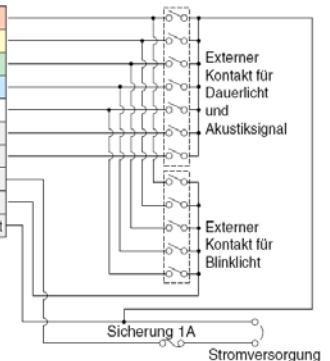 Externer
Kontakt für
Dauerlicht
und
Akustiksignal
Externer
Kontakt für
Blinklicht
Sicherung 1A
Stromversorgung